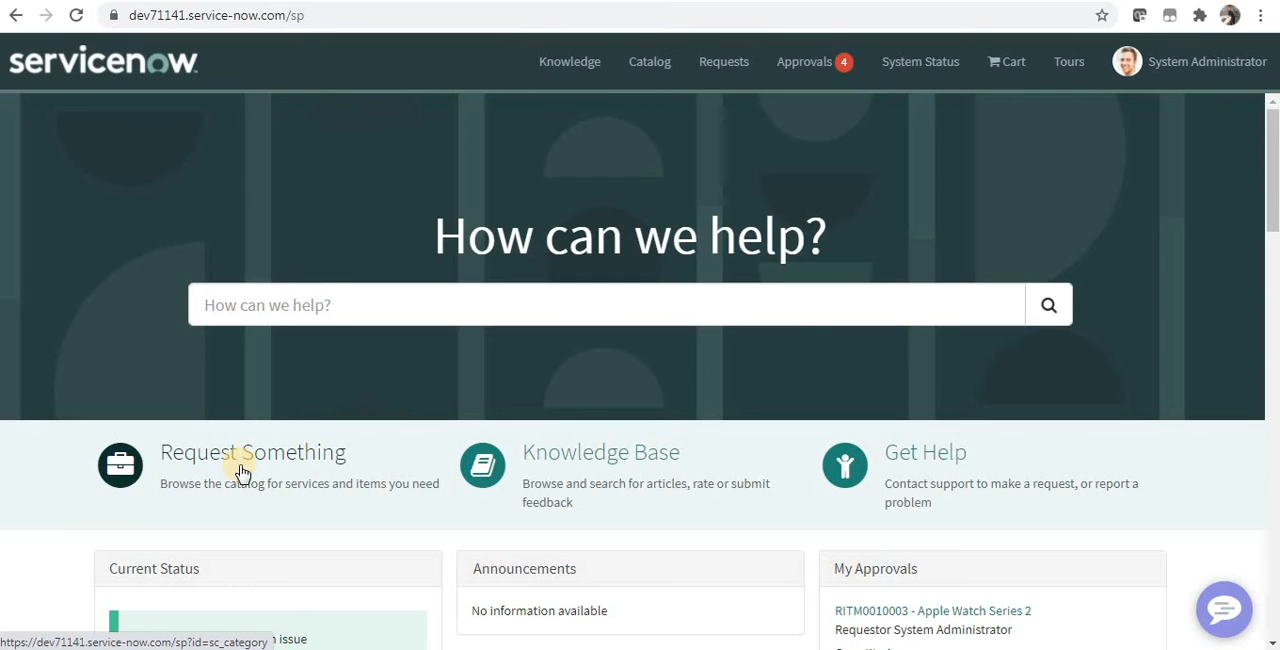 dev71141.service-now.com/sp
servicenow
Knowledge Catalog Requests Approvals 4 System Status Cart Tours System Administrator
How can we help?
How can we help?
Request Something
Browse the catalog for services and items you need
Knowledge Base
Browse and search for articles, rate or submit
feedback
Get Help
Contact support to make a request, or report a
problem
Current Status
issue
Announcements
No information available
My Approvals
RITM0010003 - Apple Watch Series 2
Requestor System Administrator
https://dev71141.service-now.com/sp?id=sc_category